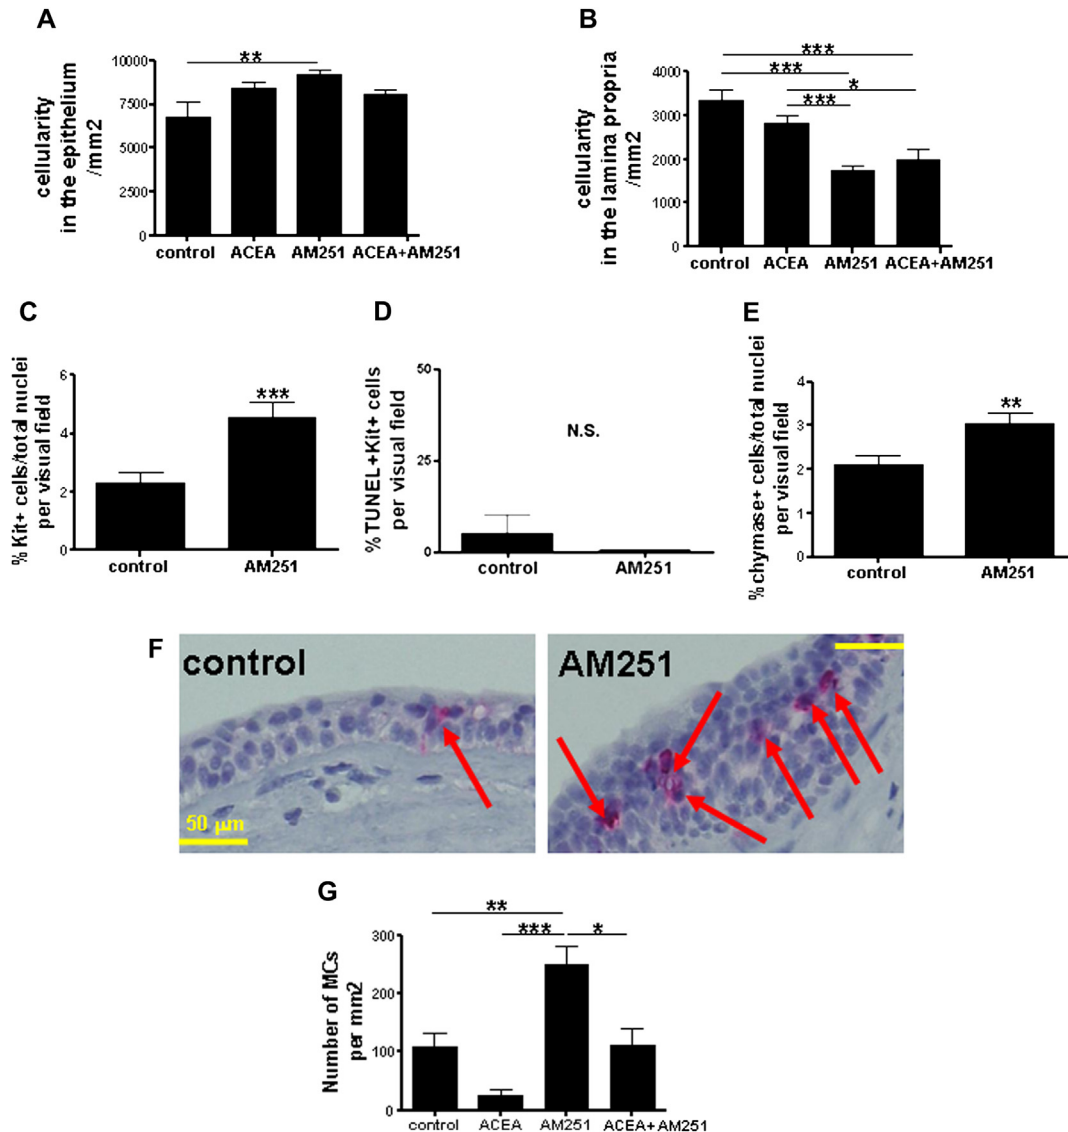 A
cellularity
in the epithelium
/mm2
10000
7500
5000
2500
0
**
control
ACEA
AM251
ACEA+AM251
B
cellularity
in the lamina propria
/mm2
4000
3000
2000
1000
0
***
***
*
***
control
ACEA
AM251
ACEA+AM251
C
% Kit+ cells/total nuclei
per visual field
6
4
2
0
***
control
AM251
D
% TUNEL+Kit+ cells
per visual field
50
25
0
N.S.
control
AM251
E
%chymase+ cells/total nuclei
per visual field
4
3
2
1
0
**
control
AM251
F
control
50 µm
AM251
G
Number of MCs
per mm2
300
200
100
0
**
***
*
control
ACEA
AM251
ACEA+AM251